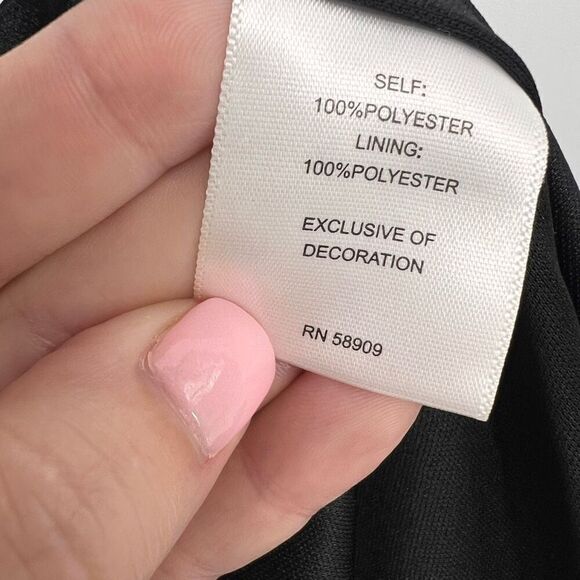 SELF:
100%POLYESTER
LINING:
100%POLYESTER
EXCLUSIVE OF
DECORATION
RN 58909